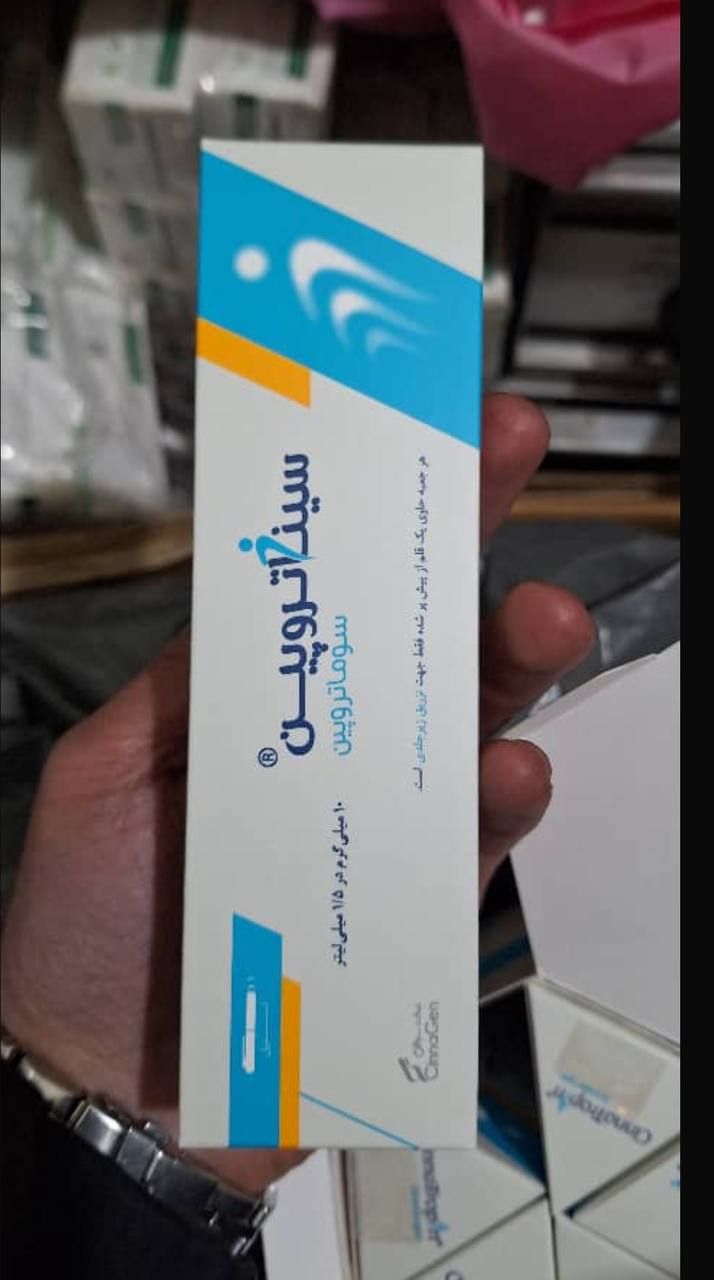 سیناتروپین®
سوماتروپین
۱۰ میلی‌گرم در ۱/۵ میلی‌لیتر
هر جعبه حاوی یک قلم از پیش پر شده فقط جهت تزریق زیرجلدی است.
CinnaGen
CinnaTropin®